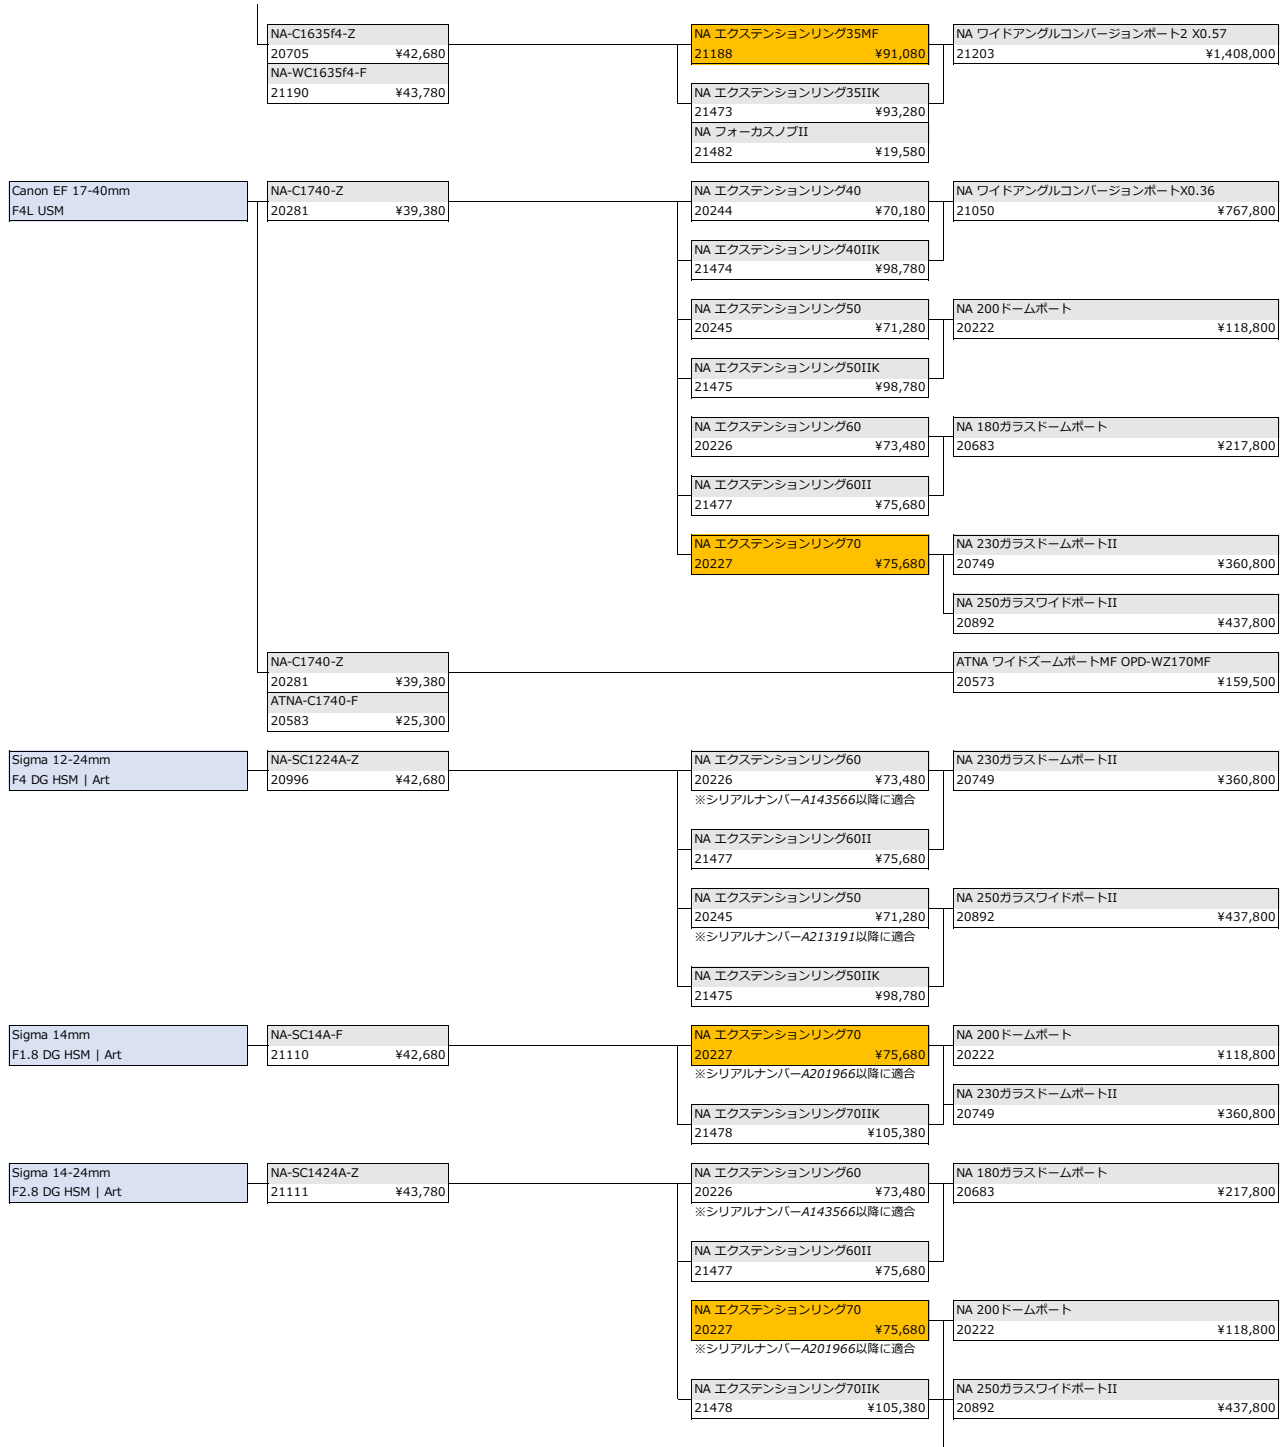 NA-C1635f4-Z
20705 ¥42,680
NA-WC1635f4-F
21190 ¥43,780
NA エクステンションリング35MF
21188 ¥91,080
NA エクステンションリング35IIK
21473 ¥93,280
NA フォーカスノブII
21482 ¥19,580
NA ワイドアングルコンバージョンポート2 X0.57
21203 ¥1,408,000
Canon EF 17-40mm
F4L USM
NA-C1740-Z
20281 ¥39,380
NA エクステンションリング40
20244 ¥70,180
NA エクステンションリング40IIK
21474 ¥98,780
NA ワイドアングルコンバージョンポートX0.36
21050 ¥767,800
NA エクステンションリング50
20245 ¥71,280
NA エクステンションリング50IIK
21475 ¥98,780
NA 200ドームポート
20222 ¥118,800
NA エクステンションリング60
20226 ¥73,480
NA エクステンションリング60II
21477 ¥75,680
NA 180ガラスドームポート
20683 ¥217,800
NA エクステンションリング70
20227 ¥75,680
NA 230ガラスドームポートII
20749 ¥360,800
NA 250ガラスワイドポートII
20892 ¥437,800
NA-C1740-Z
20281 ¥39,380
ATNA-C1740-F
20583 ¥25,300
ATNA ワイドズームポートMF OPD-WZ170MF
20573 ¥159,500
Sigma 12-24mm
F4 DG HSM | Art
NA-SC1224A-Z
20996 ¥42,680
NA エクステンションリング60
20226 ¥73,480
※シリアルナンバーA143566以降に適合
NA エクステンションリング60II
21477 ¥75,680
NA 230ガラスドームポートII
20749 ¥360,800
NA エクステンションリング50
20245 ¥71,280
※シリアルナンバーA213191以降に適合
NA エクステンションリング50IIK
21475 ¥98,780
NA 250ガラスワイドポートII
20892 ¥437,800
Sigma 14mm
F1.8 DG HSM | Art
NA-SC14A-F
21110 ¥42,680
NA エクステンションリング70
20227 ¥75,680
※シリアルナンバーA201966以降に適合
NA エクステンションリング70IIK
21478 ¥105,380
NA 200ドームポート
20222 ¥118,800
NA 230ガラスドームポートII
20749 ¥360,800
Sigma 14-24mm
F2.8 DG HSM | Art
NA-SC1424A-Z
21111 ¥43,780
NA エクステンションリング60
20226 ¥73,480
※シリアルナンバーA143566以降に適合
NA エクステンションリング60II
21477 ¥75,680
NA 180ガラスドームポート
20683 ¥217,800
NA エクステンションリング70
20227 ¥75,680
※シリアルナンバーA201966以降に適合
NA エクステンションリング70IIK
21478 ¥105,380
NA 200ドームポート
20222 ¥118,800
NA 250ガラスワイドポートII
20892 ¥437,800